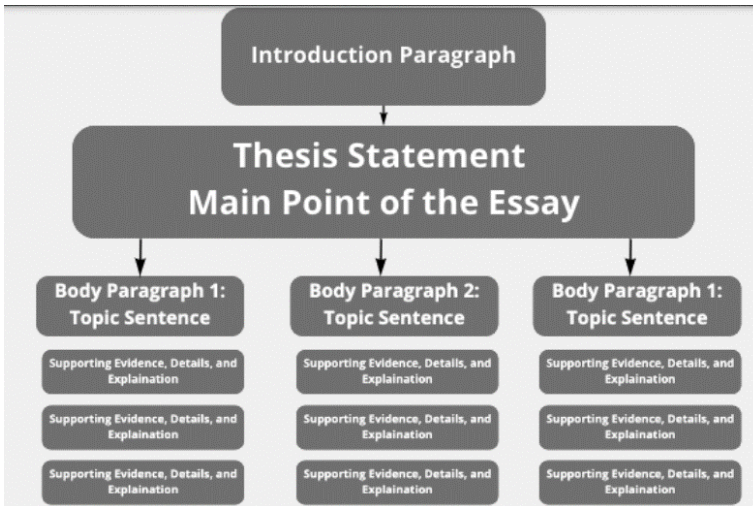 Introduction Paragraph
Thesis Statement
Main Point of the Essay
Body Paragraph 1:
Topic Sentence
Supporting Evidence, Details, and
Explaination
Supporting Evidence, Details, and
Explaination
Supporting Evidence, Details, and
Explaination
Body Paragraph 2:
Topic Sentence
Supporting Evidence, Details, and
Explaination
Supporting Evidence, Details, and
Explaination
Supporting Evidence, Details, and
Explaination
Body Paragraph 1:
Topic Sentence
Supporting Evidence, Details, and
Explaination
Supporting Evidence, Details, and
Explaination
Supporting Evidence, Details, and
Explaination